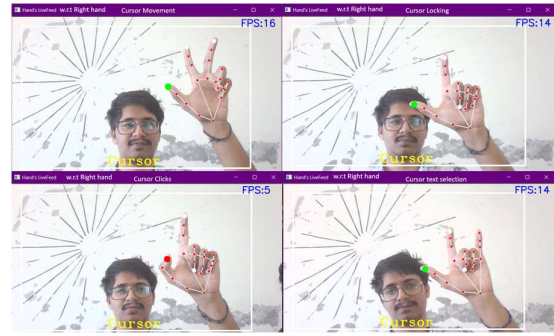 Hand's LiveFeed w.r.t Right hand Cursor Movement
FPS:16
Cursor
Hand's LiveFeed w.r.t Right hand Cursor Locking
FPS:14
Cursor
Hand's LiveFeed w.r.t Right hand Cursor Clicks
FPS:5
Cursor
Hand's LiveFeed w.r.t Right hand Cursor text selection
FPS:14
Cursor